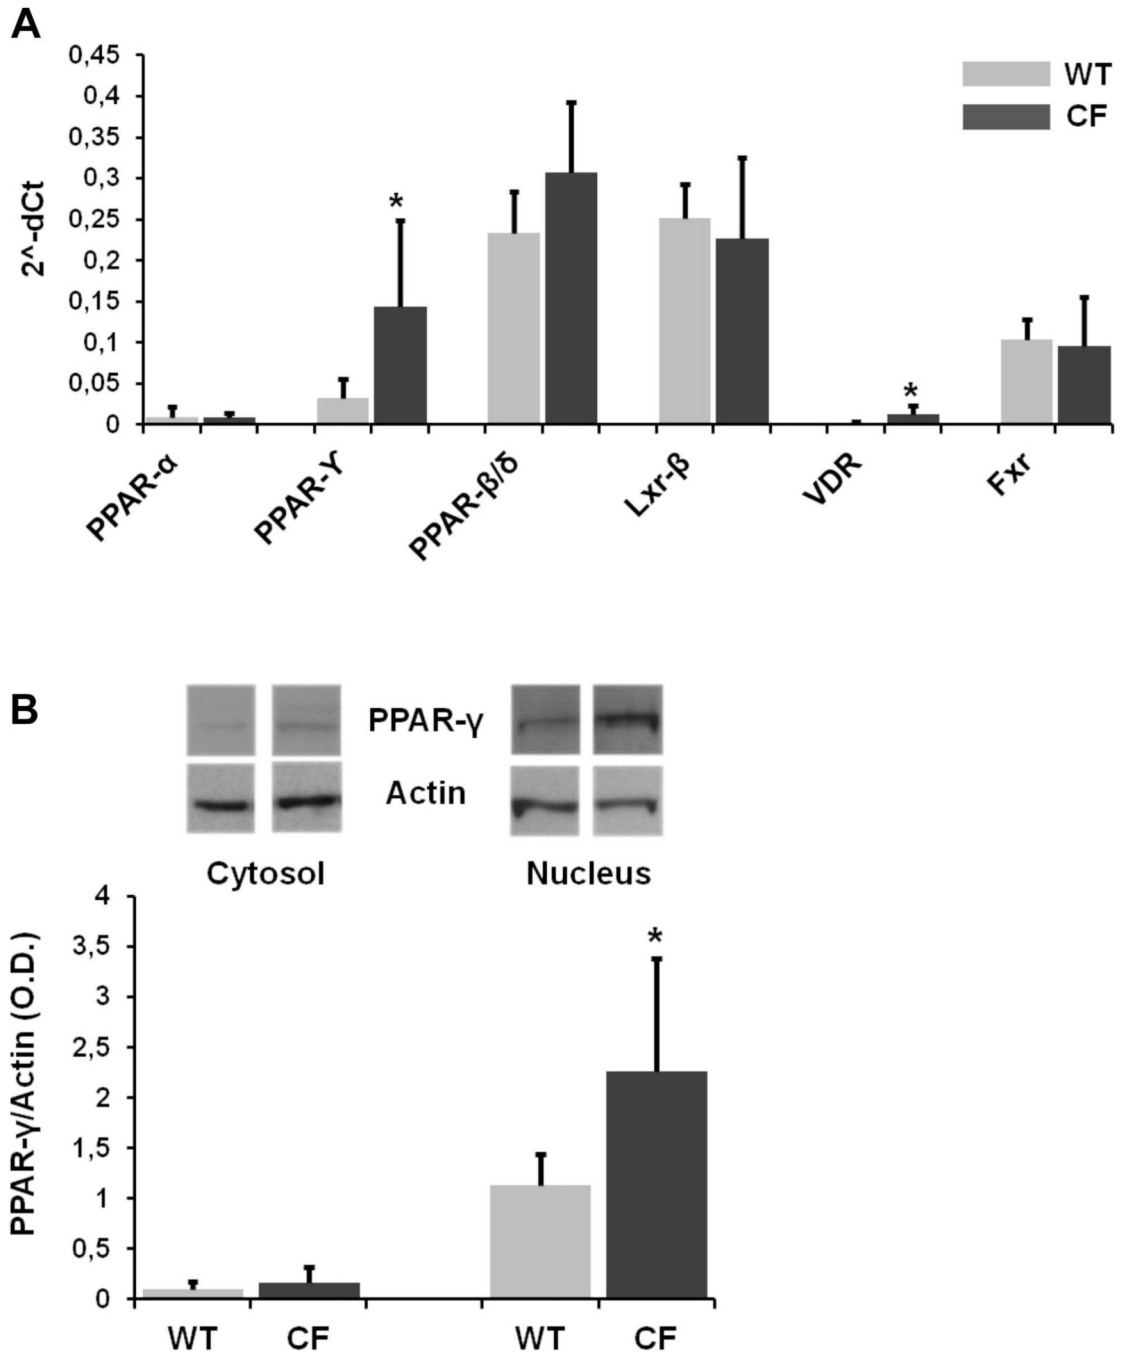 A
0,45
0,4
0,35
0,3
0,25
0,2
0,15
0,1
0,05
0
2^-dCt
WT
CF
*
*
PPAR-α
PPAR-ϒ
PPAR-β/δ
Lxr-β
VDR
Fxr
B
PPAR-γ
Actin
Cytosol
Nucleus
4
3,5
3
2,5
2
1,5
1
0,5
0
PPAR-γ/Actin (O.D.)
*
WT
CF
WT
CF